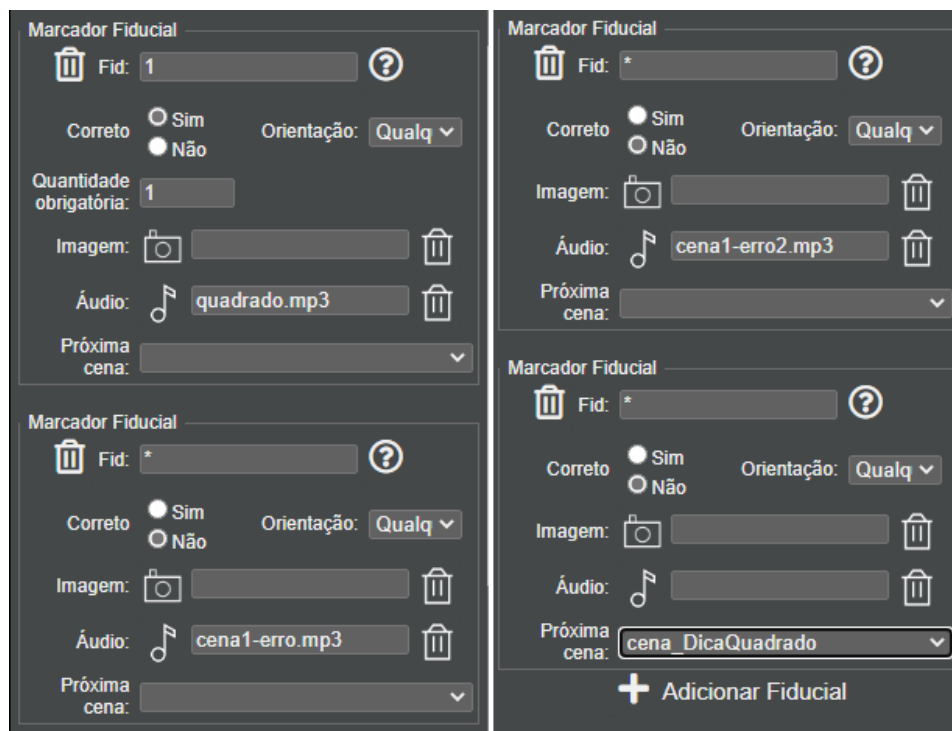 Marcador Fiducial
Fid: 1
Correto
Sim
Não
Orientação: Qualq
Quantidade
obrigatória: 1
Imagem:
Áudio: quadrado.mp3
Próxima
cena:
Marcador Fiducial
Fid: *
Correto
Sim
Não
Orientação: Qualq
Imagem:
Áudio: cena1-erro.mp3
Próxima
cena:
Marcador Fiducial
Fid: *
Correto
Sim
Não
Orientação: Qualq
Imagem:
Áudio: cena1-erro2.mp3
Próxima
cena:
Marcador Fiducial
Fid: *
Correto
Sim
Não
Orientação: Qualq
Imagem:
Áudio:
Próxima
cena: cena_DicaQuadrado
Adicionar Fiducial